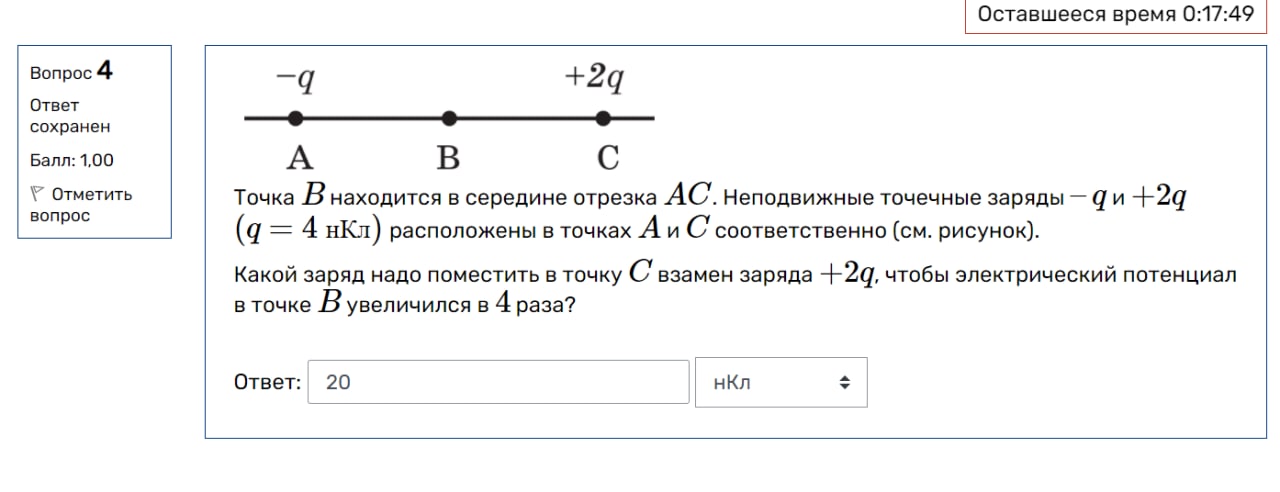 Оставшееся время 0:17:49
Вопрос 4
Ответ
сохранен
Балл: 1,00
Отметить
вопрос
−q +2q
A B C
Точка B находится в середине отрезка AC. Неподвижные точечные заряды −q и +2q
(q = 4 нКл) расположены в точках A и C соответственно (см. рисунок).
Какой заряд надо поместить в точку C взамен заряда +2q, чтобы электрический потенциал
в точке B увеличился в 4 раза?
Ответ: 20 нКл